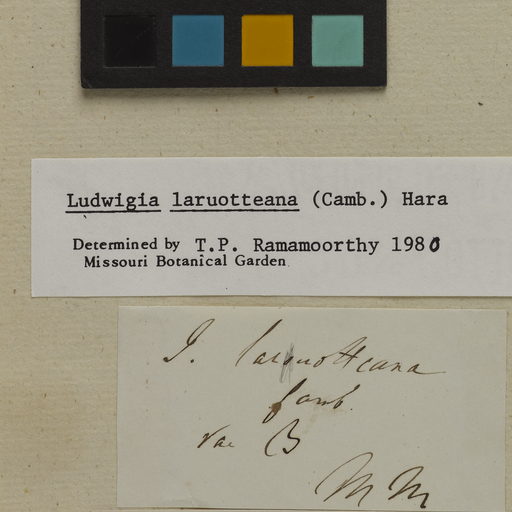 Ludwigia laruotteana (Camb.) Hara
Determined by T.P. Ramamoorthy 1980
Missouri Botanical Garden
J. laruotteana
Camb.
var B
M M